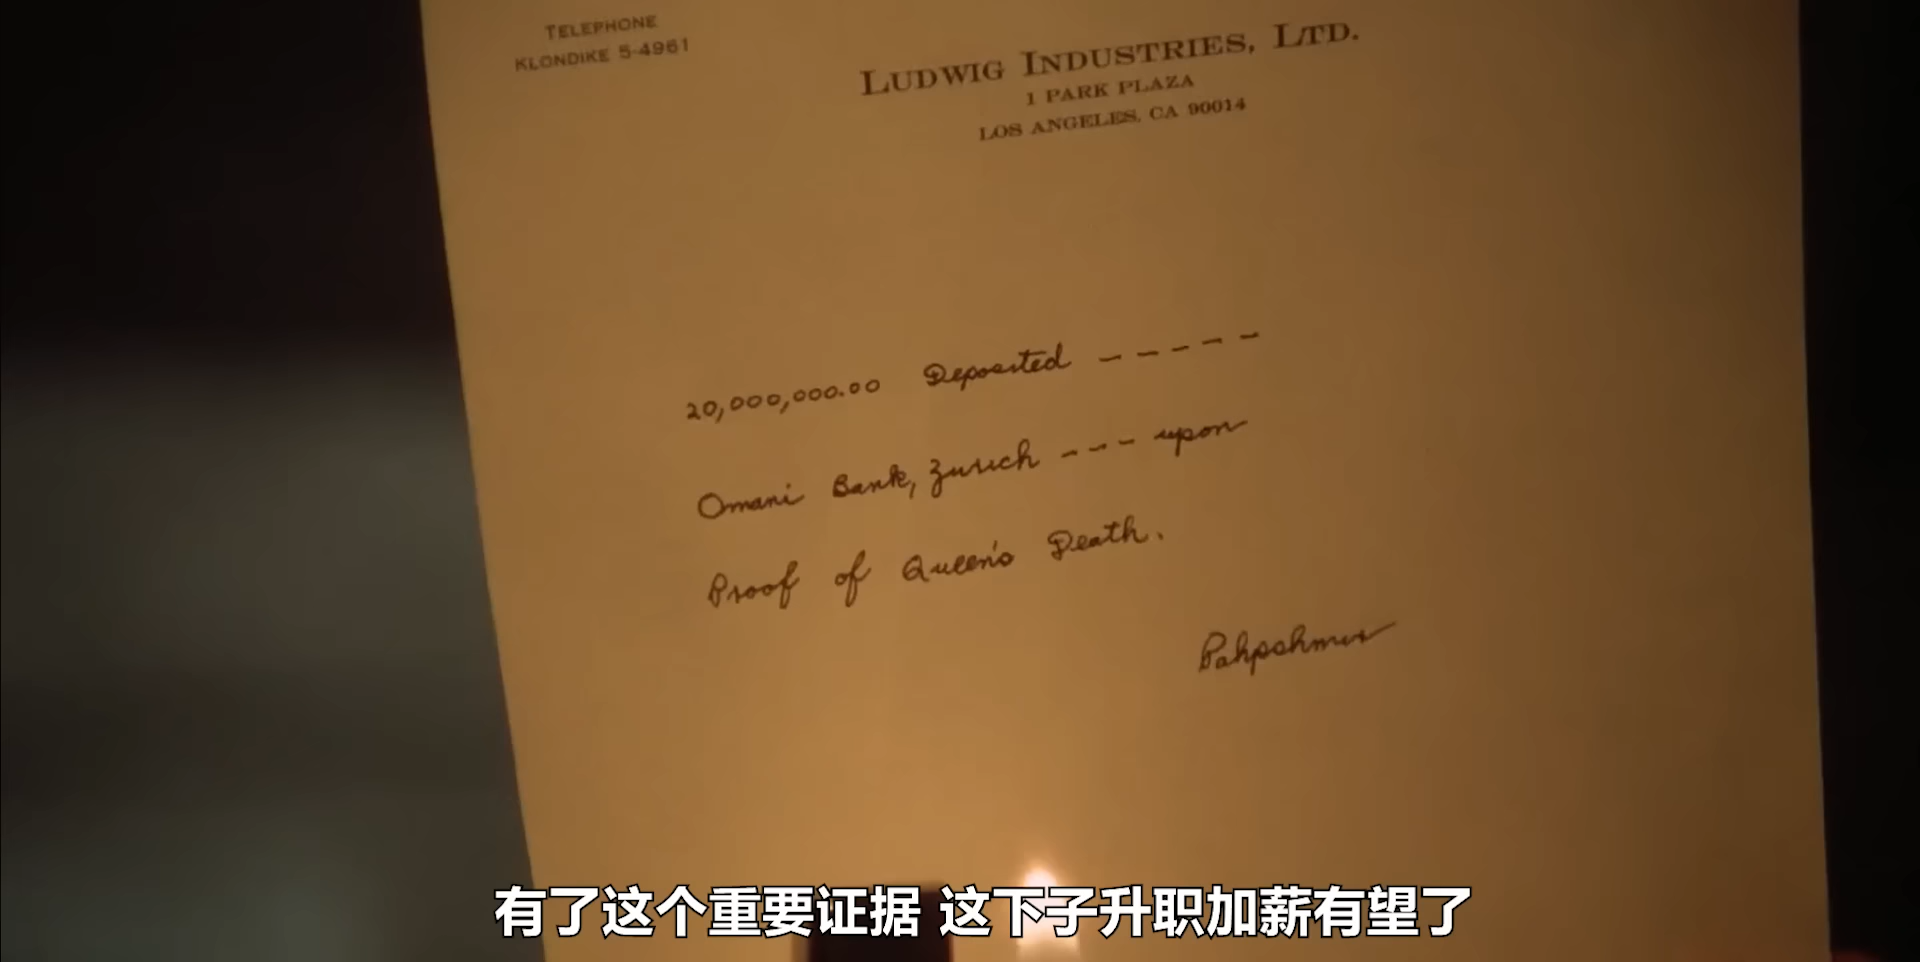 TELEPHONE
KLONDIKE 5-4961
LUDWIG INDUSTRIES, LTD.
1 PARK PLAZA
LOS ANGELES, CA 90014
20,000,000.00 Deposited -----
Omani Bank, Zurich --- upon
Proof of Queen's Death.
Pahpshmir
有了这个重要证据 这下子升职加薪有望了